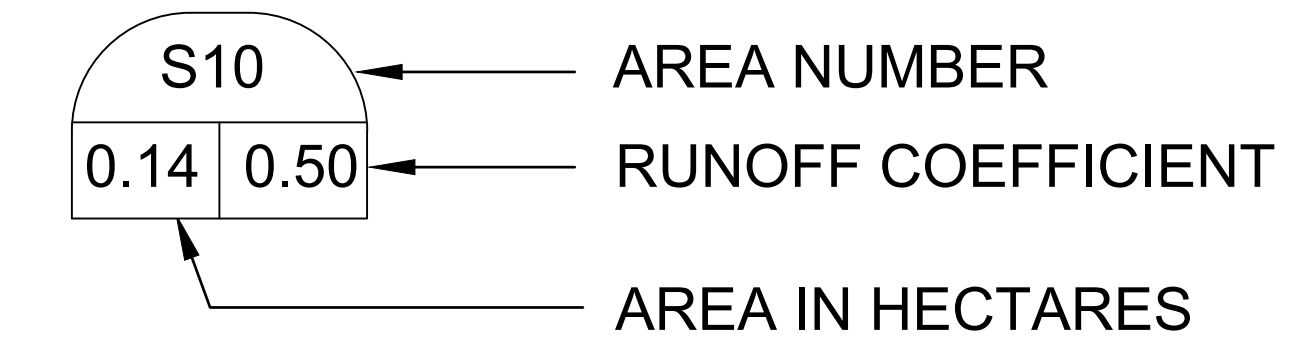 S10 AREA NUMBER
0.14 0.50 RUNOFF COEFFICIENT
AREA IN HECTARES